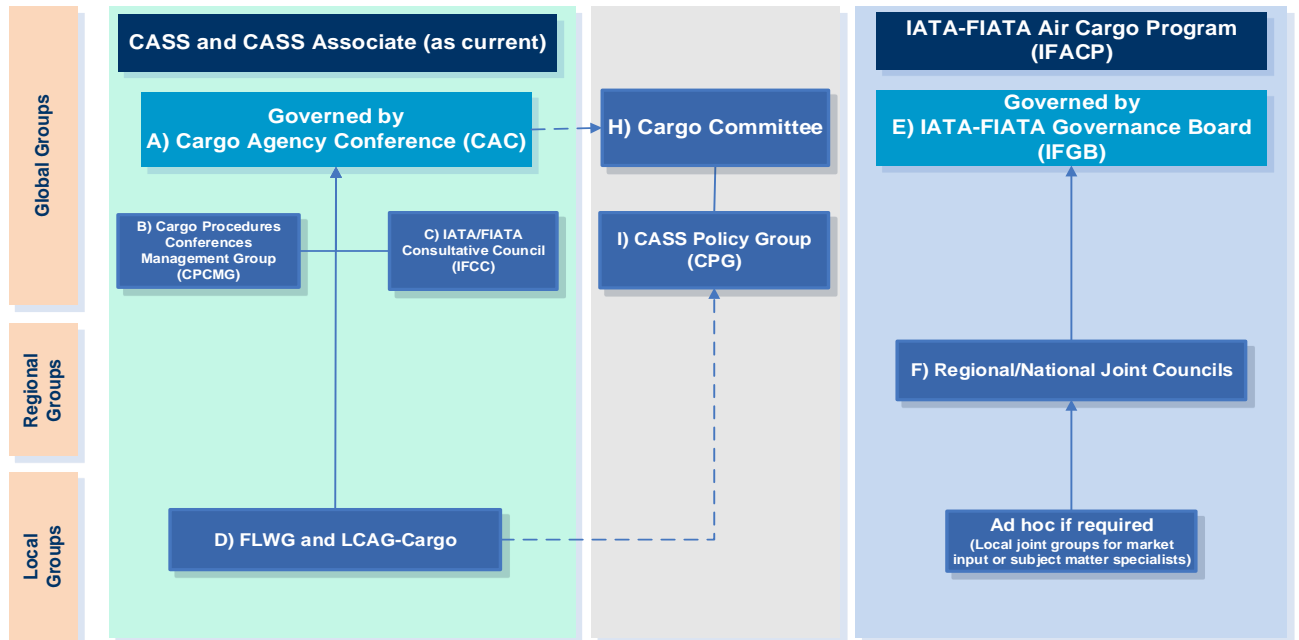 Global Groups
Regional
Groups
Local
Groups
CASS and CASS Associate (as current)
Governed by
A) Cargo Agency Conference (CAC)
B) Cargo Procedures
Conferences
Management Group
(CPCMG)
C) IATA/FIATA
Consultative Council
(IFCC)
D) FLWG and LCAG-Cargo
H) Cargo Committee
I) CASS Policy Group
(CPG)
IATA-FIATA Air Cargo Program
(IFACP)
Governed by
E) IATA-FIATA Governance Board
(IFGB)
F) Regional/National Joint Councils
Ad hoc if required
(Local joint groups for market
input or subject matter specialists)